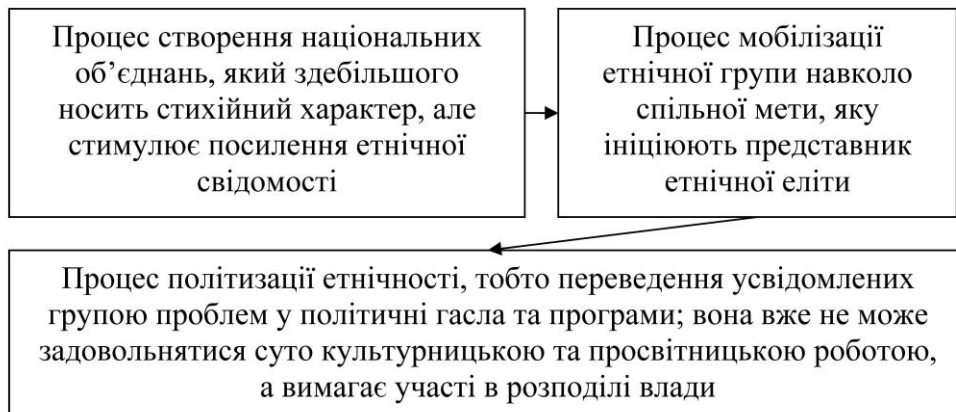 Процес створення національних
об’єднань, який здебільшого
носить стихійний характер, але
стимулює посилення етнічної
свідомості
Процес мобілізації
етнічної групи навколо
спільної мети, яку
ініціюють представник
етнічної еліти
Процес політизації етнічності, тобто переведення усвідомлених
групою проблем у політичні гасла та програми; вона вже не може
задовольнятися суто культурницькою та просвітницькою роботою,
а вимагає участі в розподілі влади